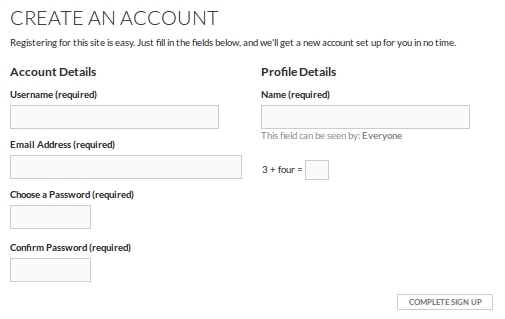 CREATE AN ACCOUNT
Registering for this site is easy. Just fill in the fields below, and we'll get a new account set up for you in no time.
Account Details
Username (required)
Email Address (required)
Choose a Password (required)
Confirm Password (required)
Profile Details
Name (required)
This field can be seen by: Everyone
3 + four =
COMPLETE SIGN UP